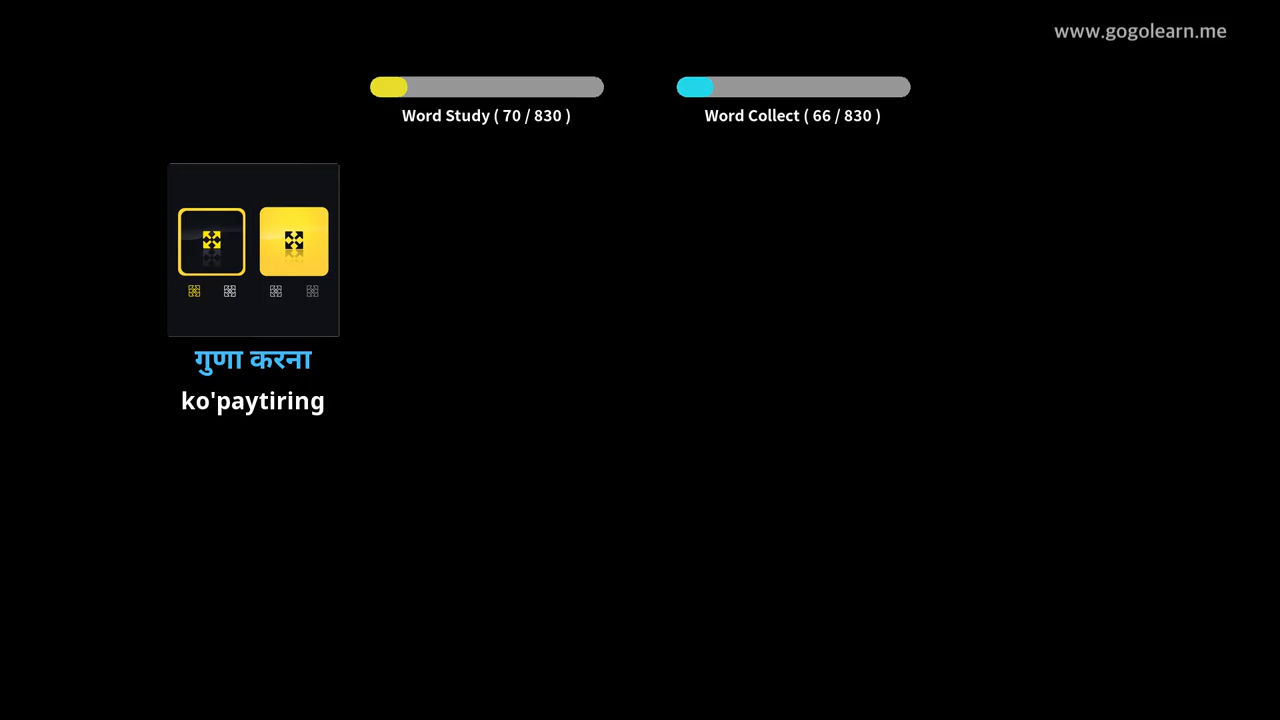 www.gogolearn.me
Word Study ( 70 / 830 )
Word Collect ( 66 / 830 )
गुणा करना
ko'paytiring